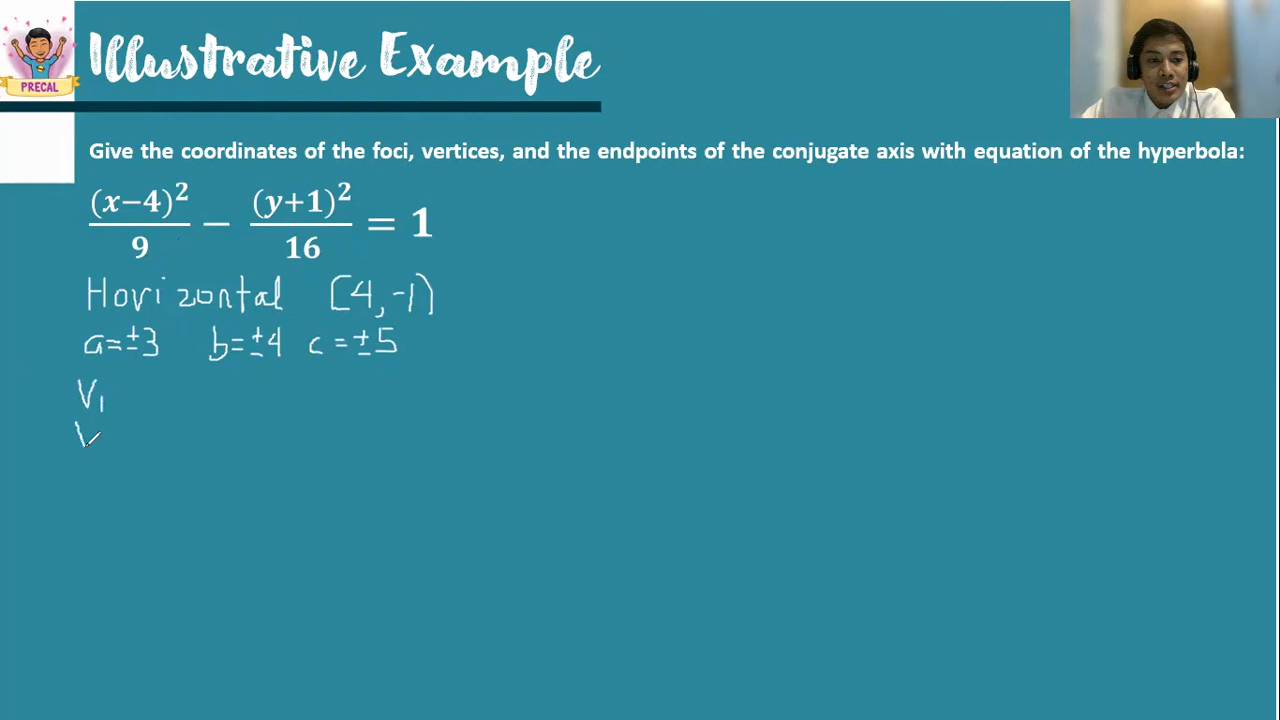 PRECAL
Illustrative Example
Give the coordinates of the foci, vertices, and the endpoints of the conjugate axis with equation of the hyperbola:
(x−4)²/9 − (y+1)²/16 = 1
Horizontal (4,-1)
a=±3 b=±4 c=±5
V₁
V